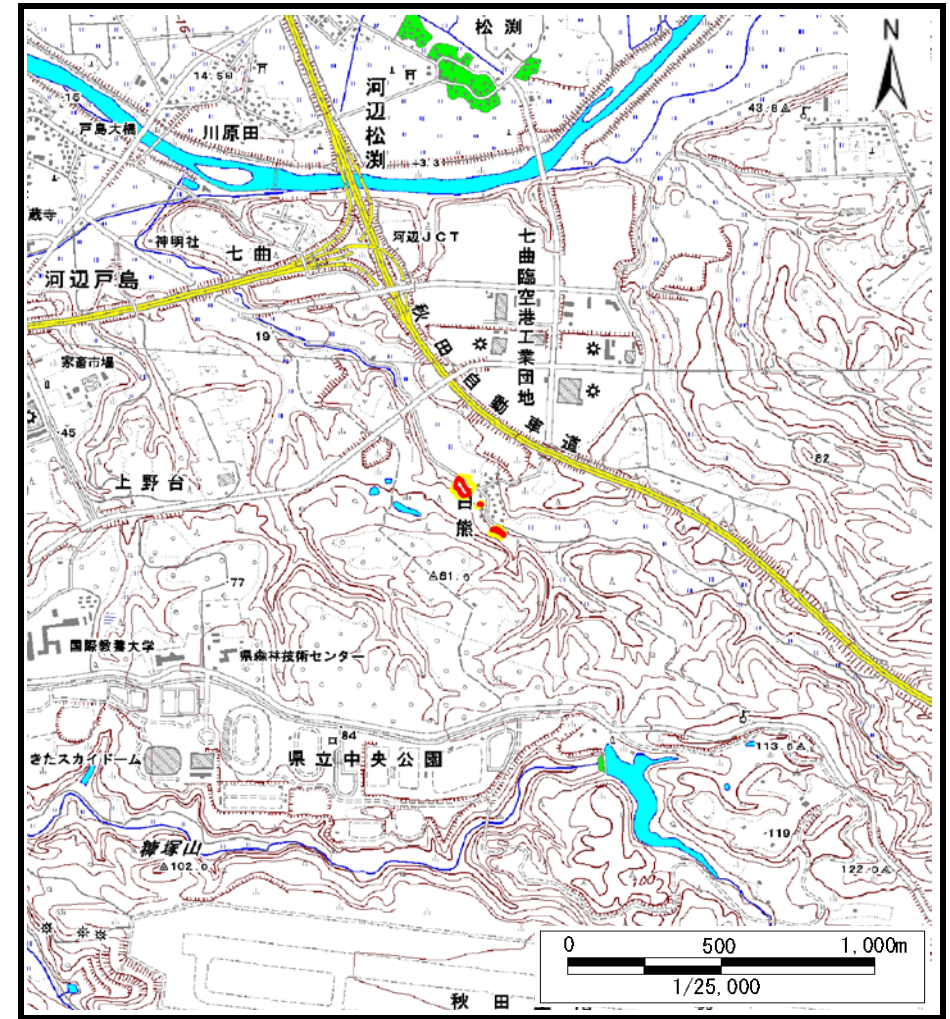 松渕
N
14.5
15
河辺松渕
戸島大橋
川原田
43.8
3.3
蔵寺
神明社
七曲
河辺JCT
七曲臨空港工業団地
河辺戸島
秋田自動車道
19
家畜市場
45
82
上野台
熊
77
国際教養大学
県森林技術センター
84
県立中央公園
きたスカイドーム
113.6
119
糠塚山
102.0
100
122.0
0 500 1,000m
1/25,000
秋田